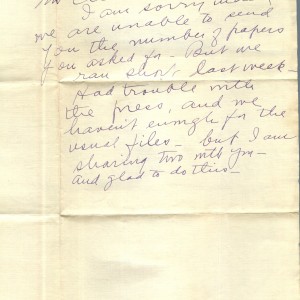 I am sorry
we are unable to send
you the number of papers
you asked for - But we
ran short last week -
Had trouble with
the press, and we
haven't enough for the
usual files - but I am
sharing two with you -
and glad to do this -